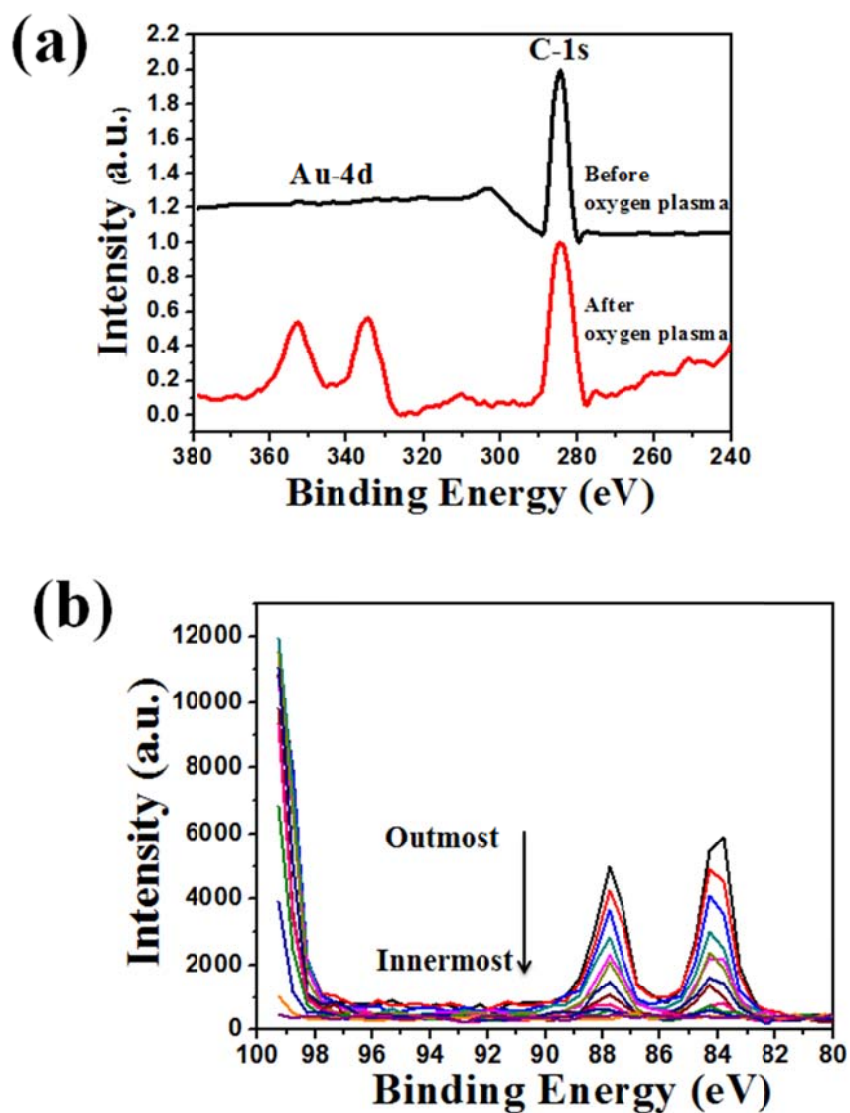 (a)
C-1s
2.2
2.0
1.8
1.6
1.4
1.2
1.0
0.8
0.6
0.4
0.2
0.0
Au-4d
Before
oxygen plasma
After
oxygen plasma
Intensity (a.u.)
380 360 340 320 300 280 260 240
Binding Energy (eV)
(b)
12000
10000
8000
6000
4000
2000
0
Outmost
Innermost
Intensity (a.u.)
100 98 96 94 92 90 88 86 84 82 80
Binding Energy (eV)